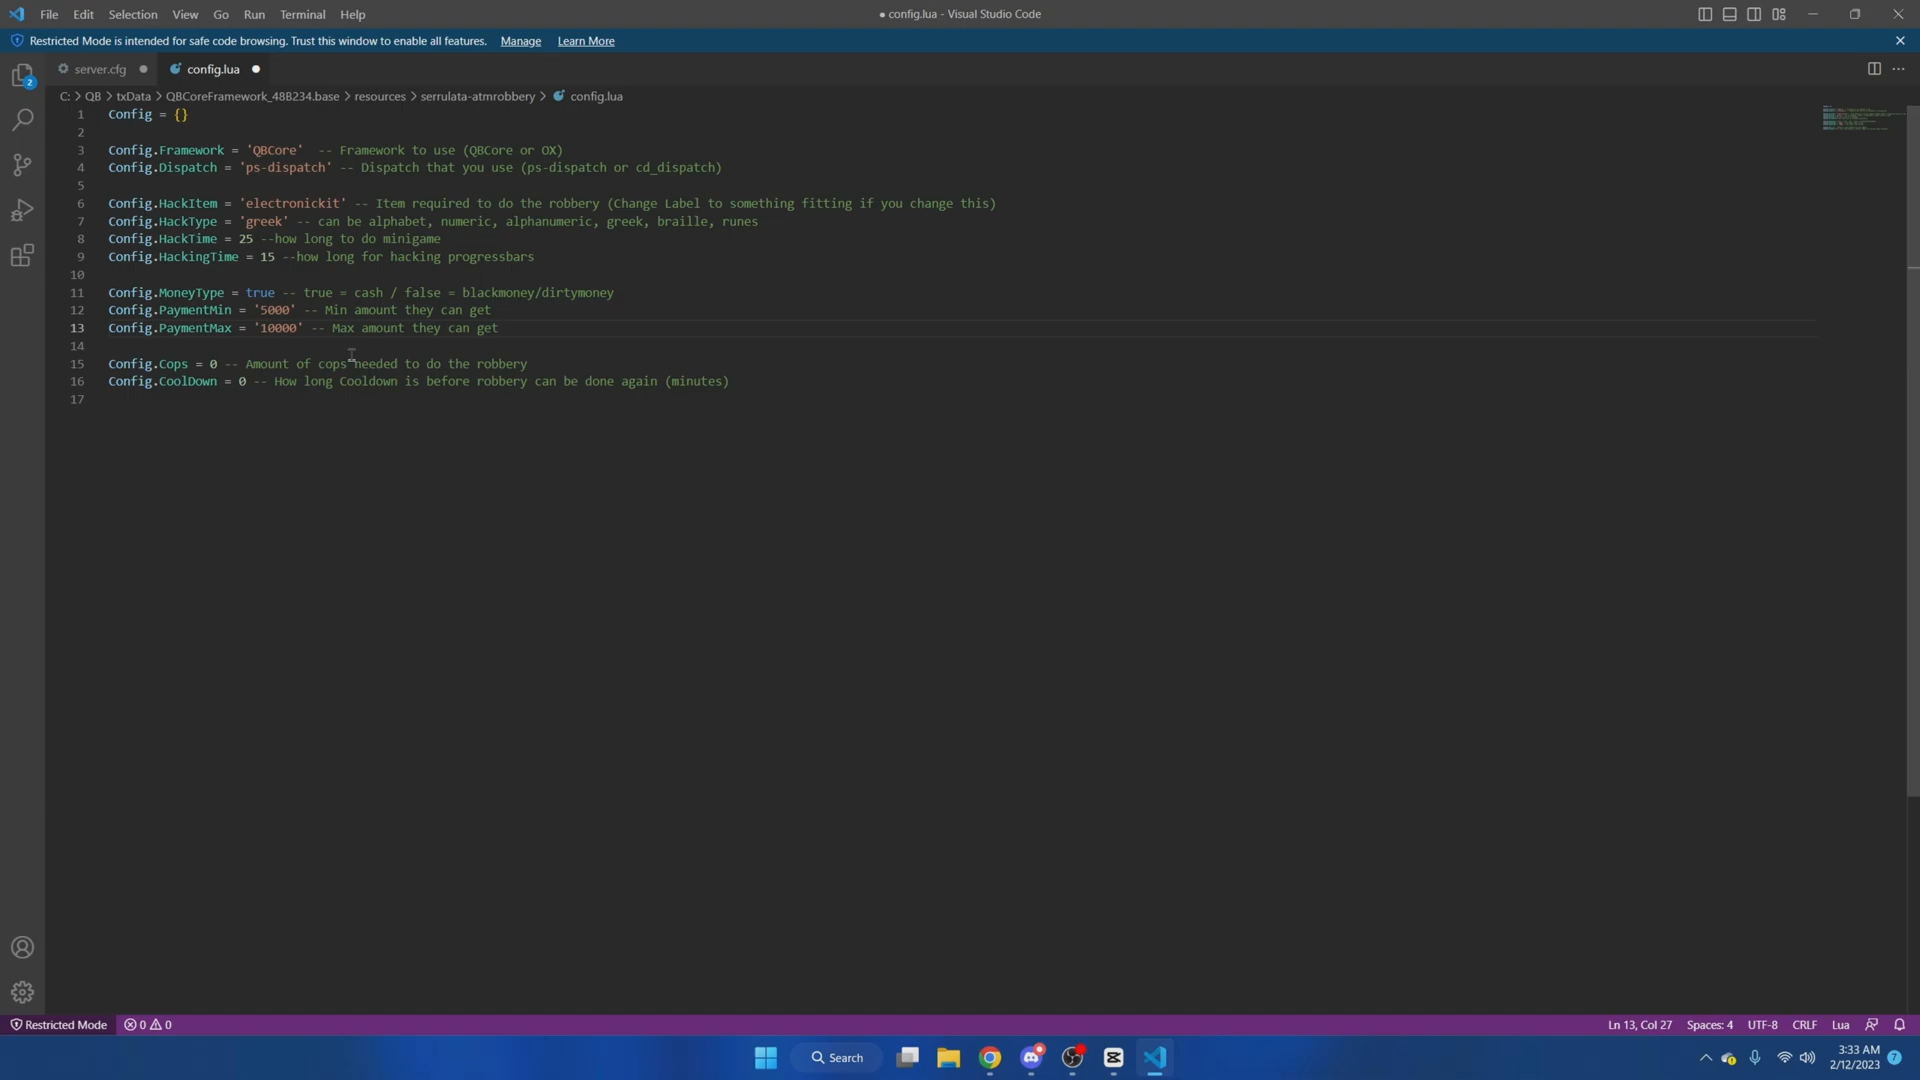 File Edit Selection View Go Run Terminal Help
● config.lua - Visual Studio Code
Restricted Mode is intended for safe code browsing. Trust this window to enable all features. Manage Learn More
server.cfg
config.lua
C: > QB > txData > QBCoreFramework_48B234.base > resources > serrulata-atmrobbery > config.lua
1 Config = {}
2
3 Config.Framework = 'QBCore'  -- Framework to use (QBCore or OX)
4 Config.Dispatch = 'ps-dispatch' -- Dispatch that you use (ps-dispatch or cd_dispatch)
5
6 Config.HackItem = 'electronickit' -- Item required to do the robbery (Change Label to something fitting if you change this)
7 Config.HackType = 'greek' -- can be alphabet, numeric, alphanumeric, greek, braille, runes
8 Config.HackTime = 25 --how long to do minigame
9 Config.HackingTime = 15 --how long for hacking progressbars
10
11 Config.MoneyType = true -- true = cash / false = blackmoney/dirtymoney
12 Config.PaymentMin = '5000' -- Min amount they can get
13 Config.PaymentMax = '10000' -- Max amount they can get
14
15 Config.Cops = 0 -- Amount of cops needed to do the robbery
16 Config.CoolDown = 0 -- How long Cooldown is before robbery can be done again (minutes)
17
2
Restricted Mode 0 0
Ln 13, Col 27 Spaces: 4 UTF-8 CRLF Lua
Search
3:33 AM
2/12/2023
7